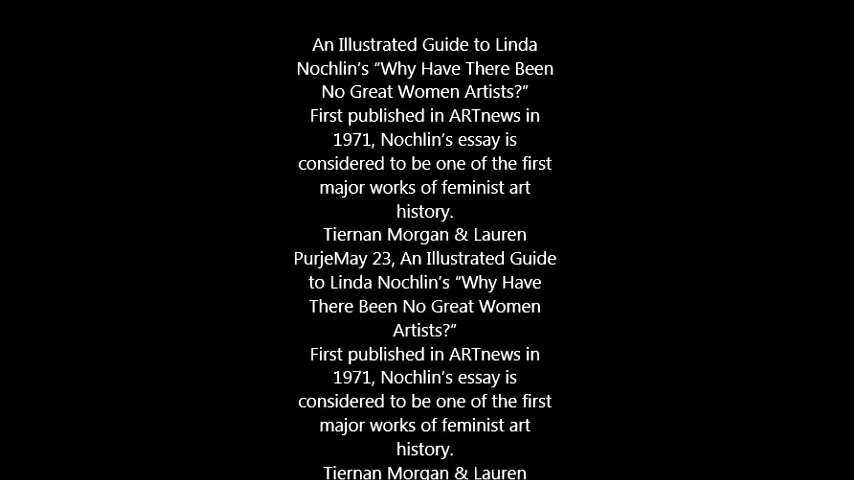 An Illustrated Guide to Linda
Nochlin’s “Why Have There Been
No Great Women Artists?”
First published in ARTnews in
1971, Nochlin’s essay is
considered to be one of the first
major works of feminist art
history.
Tiernan Morgan & Lauren
PurjeMay 23, An Illustrated Guide
to Linda Nochlin’s “Why Have
There Been No Great Women
Artists?”
First published in ARTnews in
1971, Nochlin’s essay is
considered to be one of the first
major works of feminist art
history.
Tiernan Morgan & Lauren